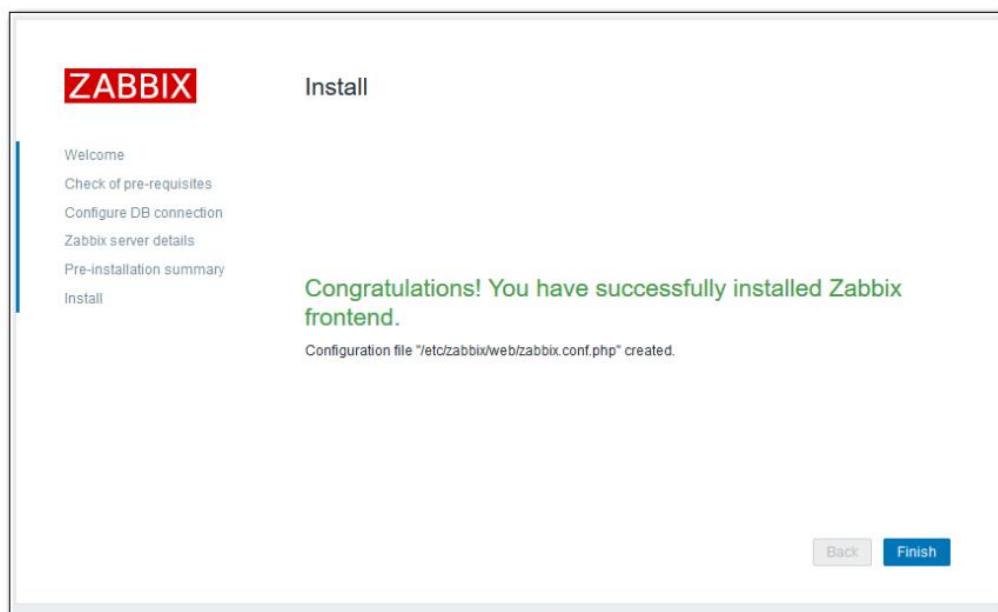 ZABBIX
Install
Welcome
Check of pre-requisites
Configure DB connection
Zabbix server details
Pre-installation summary
Install
Congratulations! You have successfully installed Zabbix
frontend.
Configuration file "/etc/zabbix/web/zabbix.conf.php" created.
Back
Finish